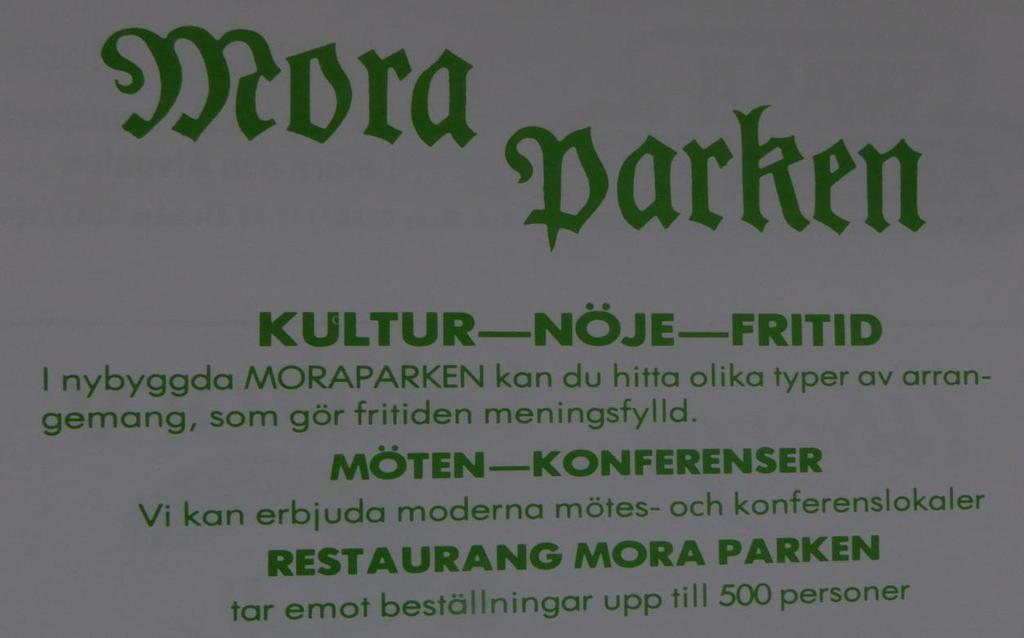 Mora
Parken
KULTUR—NÖJE—FRITID
I nybyggda MORAPARKEN kan du hitta olika typer av arran-
gemang, som gör fritiden meningsfylld.
MÖTEN—KONFERENSER
Vi kan erbjuda moderna mötes- och konferenslokaler
RESTAURANG MORA PARKEN
tar emot beställningar upp till 500 personer